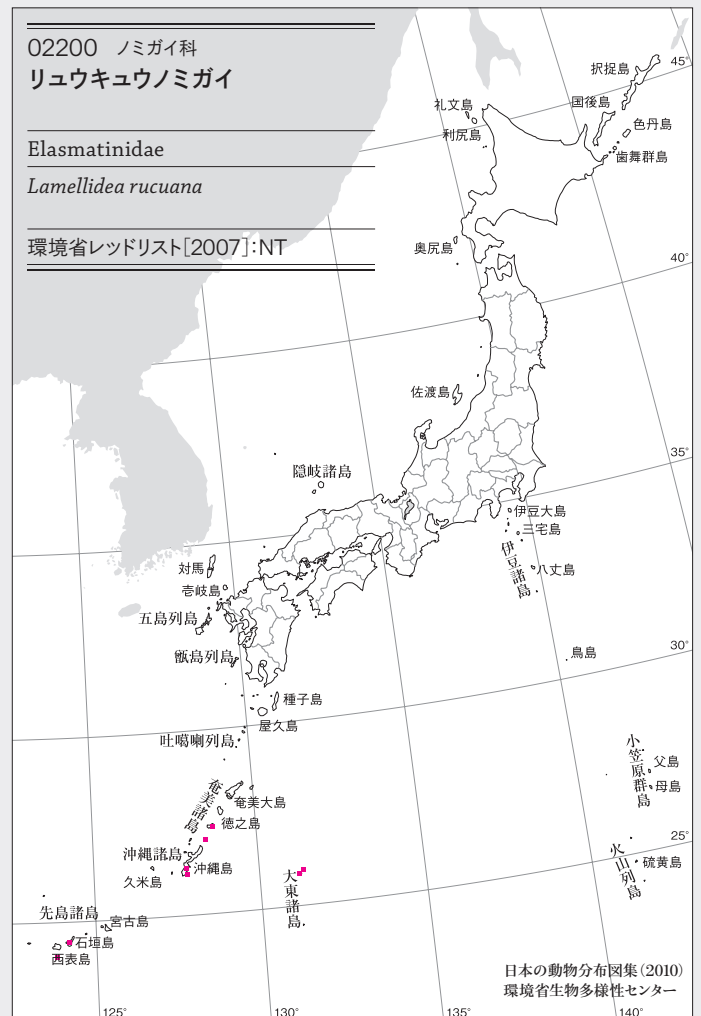 02200 ノミガイ科
リュウキュウノミガイ
Elasmatinidae
Lamellidea rucuana
環境省レッドリスト[2007]:NT
択捉島
45°
国後島
礼文島
色丹島
利尻島
歯舞群島
奥尻島
40°
佐渡島
35°
隠岐諸島
伊豆大島
三宅島
伊豆諸島
八丈島
対馬
壱岐島
五島列島
甑島列島
鳥島
30°
種子島
屋久島
吐噶喇列島
小笠原群島
父島
母島
奄美諸島
奄美大島
徳之島
25°
沖縄諸島
沖縄島
久米島
火山列島
硫黄島
大東諸島
先島諸島
宮古島
石垣島
西表島
日本の動物分布図集(2010)
環境省生物多様性センター
125°
130°
135°
140°